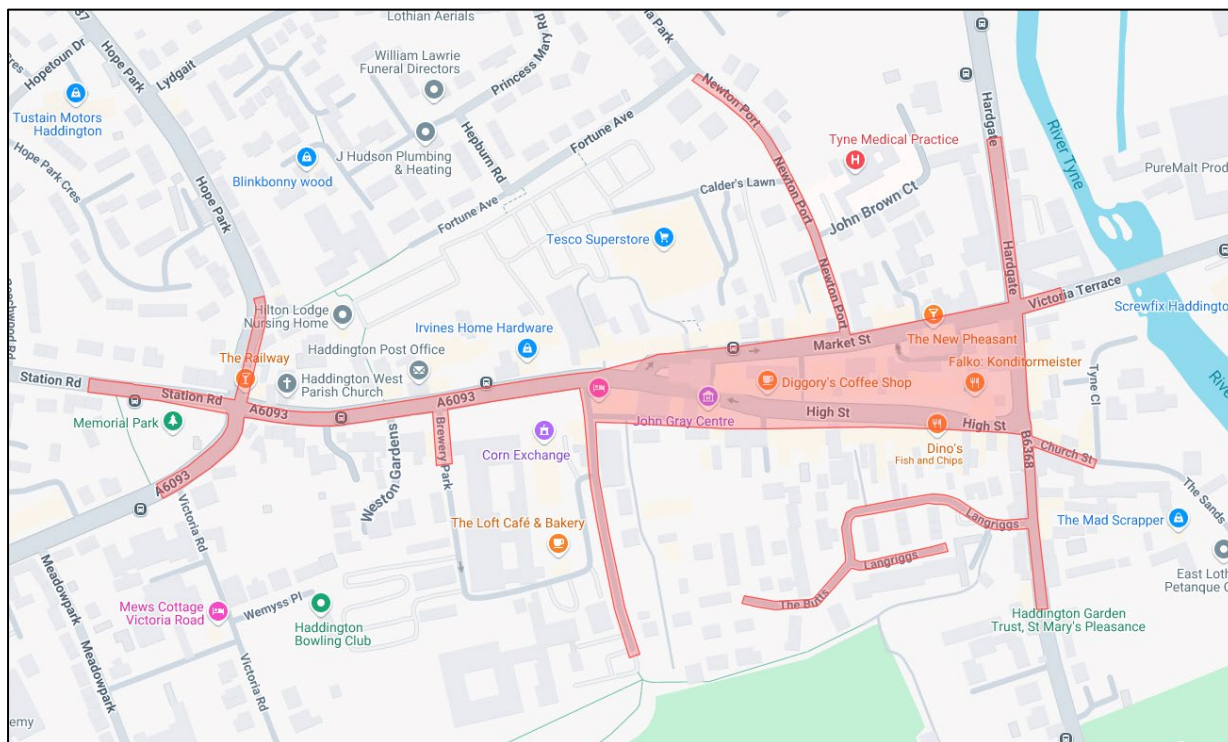 Hopetoun Dr
Hope Park
Lydgait
Lothian Aerials
William Lawrie
Funeral Directors
Princess Mary Rd
Park
Tustain Motors
Haddington
Hope Park Cres
J Hudson Plumbing
& Heating
Blinkbonny wood
Hepburn Rd
Fortune Ave
Newton Port
Hardgate
River Tyne
Tyne Medical Practice
PureMalt Prod
Hope Park
Calder's Lawn
John Brown Ct
Newton Port
Fortune Ave
Tesco Superstore
Newton Port
Hardgate
Victoria Terrace
Screwfix Haddington
Hilton Lodge
Nursing Home
Irvines Home Hardware
Market St
The New Pheasant
The Railway
Haddington Post Office
Haddington West
Parish Church
Falko: Konditormeister
Diggory's Coffee Shop
Station Rd
Station Rd
A6093
A6093
John Gray Centre
High St
High St
Tyne Cl
Memorial Park
Brewery Park
Corn Exchange
Dino's
Fish and Chips
B6368
Church St
A6093
Weston Gardens
The Sands
Victoria Rd
The Loft Café & Bakery
Langriggs
The Mad Scrapper
Langriggs
East Loth
Petanque C
Meadowpark
The Butts
Mews Cottage
Victoria Road
Wemyss Pl
Haddington
Bowling Club
Haddington Garden
Trust, St Mary's Pleasance
Meadowpark
Victoria Rd
emy